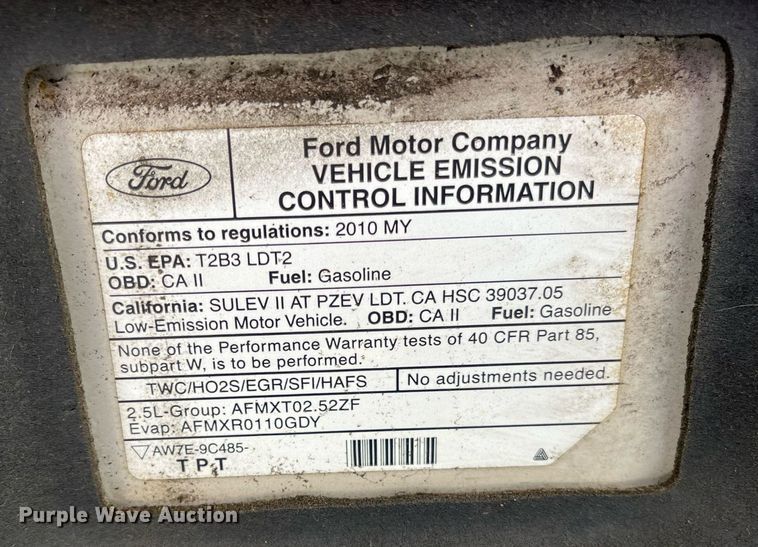 Ford
Ford Motor Company
VEHICLE EMISSION
CONTROL INFORMATION
Conforms to regulations: 2010 MY
U.S. EPA: T2B3 LDT2
OBD: CA II Fuel: Gasoline
California: SULEV II AT PZEV LDT. CA HSC 39037.05
Low-Emission Motor Vehicle. OBD: CA II Fuel: Gasoline
None of the Performance Warranty tests of 40 CFR Part 85,
subpart W, is to be performed.
TWC/HO2S/EGR/SFI/HAFS No adjustments needed.
2.5L-Group: AFMXT02.52ZF
Evap: AFMXR0110GDY
AW7E-9C485-
T P T
Purple Wave Auction